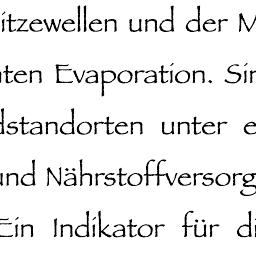 itzewellen und der M
nten Evaporation. Sin
dstandorten unter e
und Nährstoffversorg
Ein Indikator für di